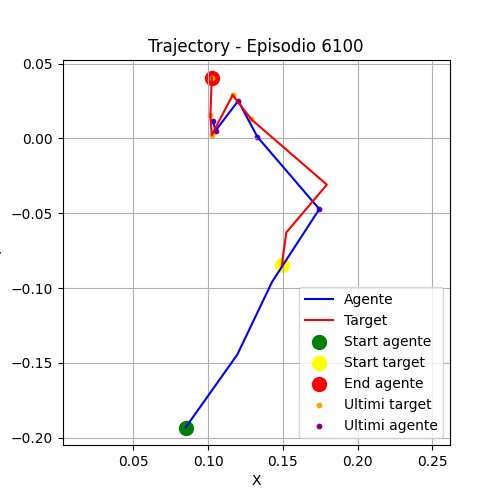 Trajectory - Episodio 6100
0.05
0.00
−0.05
−0.10
−0.15
−0.20
Agente
Target
Start agente
Start target
End agente
Ultimi target
Ultimi agente
0.05 0.10 0.15 0.20 0.25
X